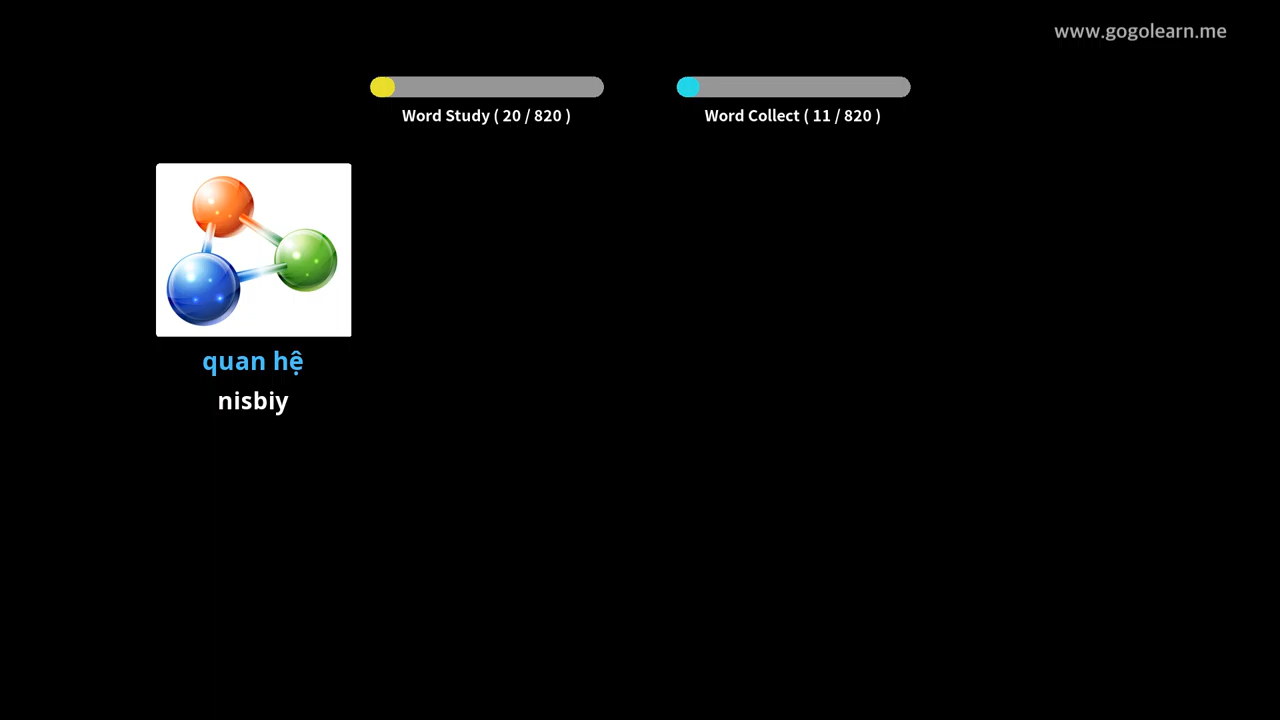 www.gogolearn.me
Word Study ( 20 / 820 )
Word Collect ( 11 / 820 )
quan hệ
nisbiy